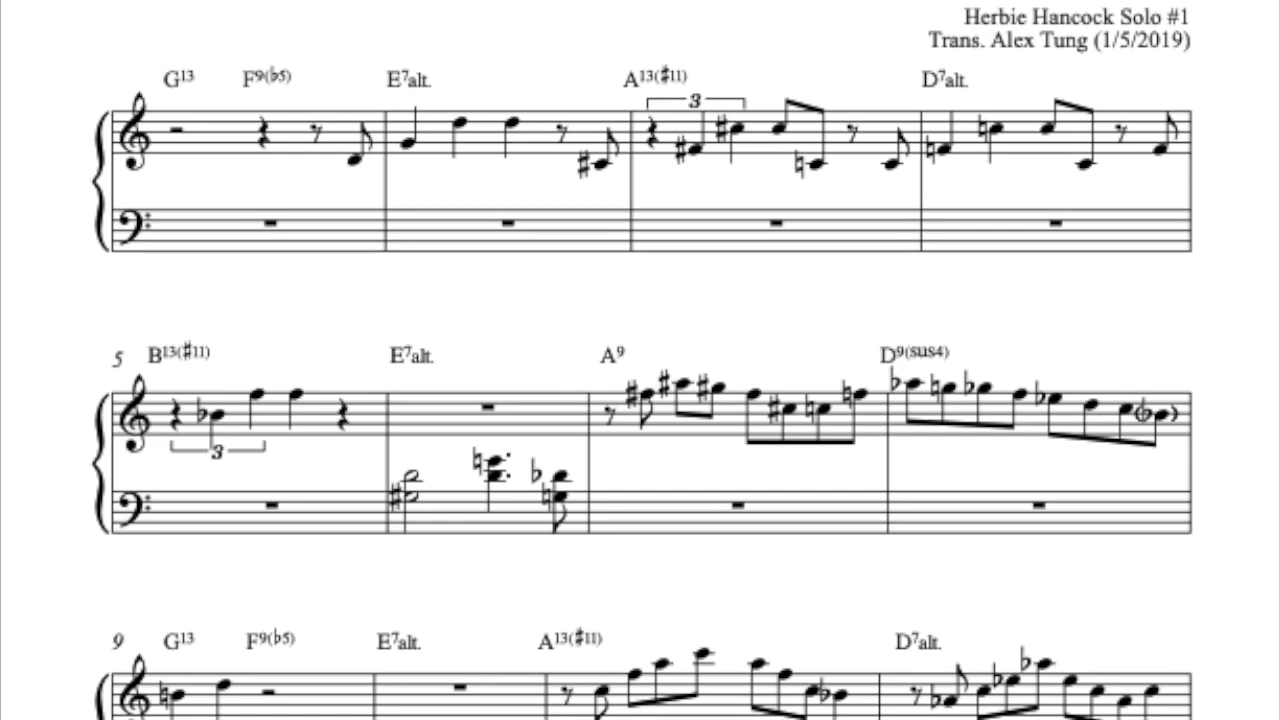 Herbie Hancock Solo #1
Trans. Alex Tung (1/5/2019)
G13 F9(♭5) E7alt. A13(♯11) D7alt.
3
5 B13(♯11) E7alt. A9 D9(sus4)
3
9 G13 F9(♭5) E7alt. A13(♯11) D7alt.